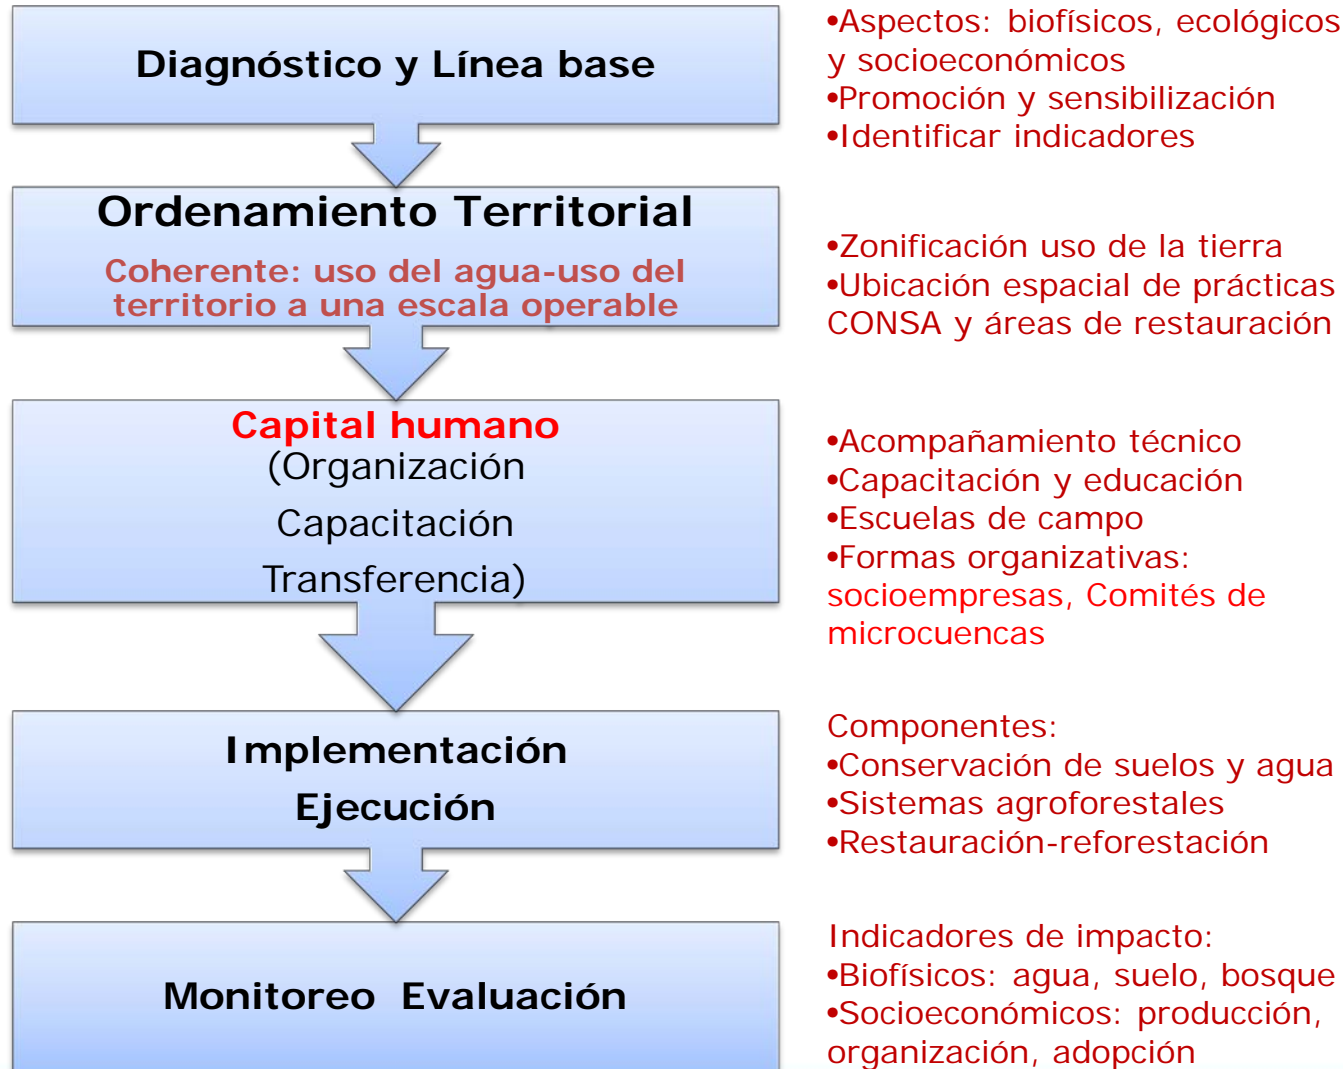 Diagnóstico y Línea base
•Aspectos: biofísicos, ecológicos
y socioeconómicos
•Promoción y sensibilización
•Identificar indicadores
Ordenamiento Territorial
Coherente: uso del agua-uso del
territorio a una escala operable
•Zonificación uso de la tierra
•Ubicación espacial de prácticas
CONSA y áreas de restauración
Capital humano
(Organización
Capacitación
Transferencia)
•Acompañamiento técnico
•Capacitación y educación
•Escuelas de campo
•Formas organizativas:
socioempresas, Comités de
microcuencas
Implementación
Ejecución
Componentes:
•Conservación de suelos y agua
•Sistemas agroforestales
•Restauración-reforestación
Monitoreo Evaluación
Indicadores de impacto:
•Biofísicos: agua, suelo, bosque
•Socioeconómicos: producción,
organización, adopción